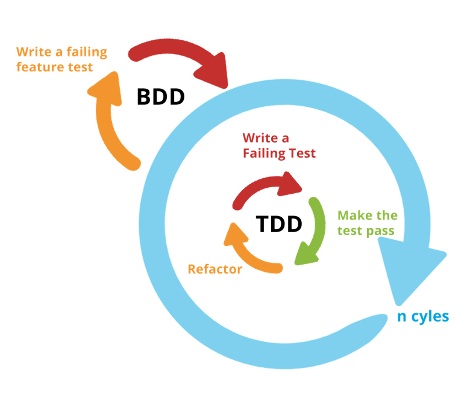 Write a failing
feature test
BDD
Write a
Failing Test
TDD
Make the
test pass
Refactor
n cyles